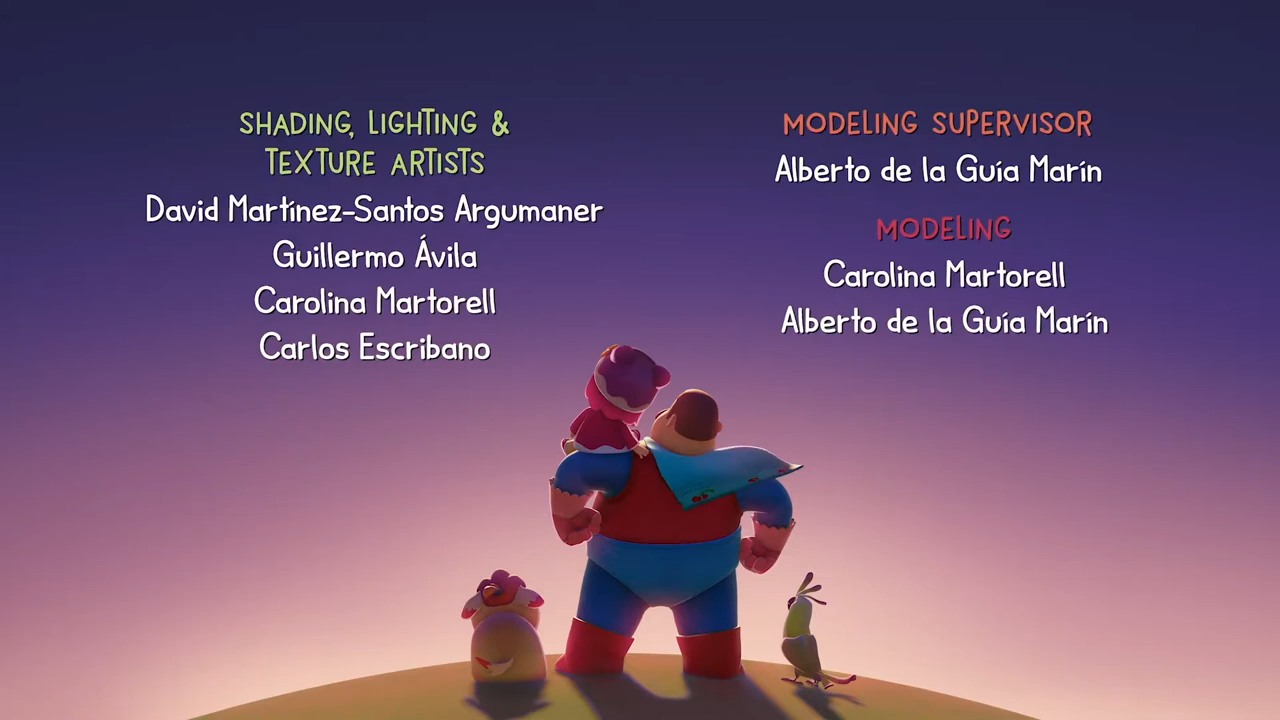 SHADING, LIGHTING &
TEXTURE ARTISTS
David Martínez-Santos Argumaner
Guillermo Ávila
Carolina Martorell
Carlos Escribano
MODELING SUPERVISOR
Alberto de la Guía Marín
MODELING
Carolina Martorell
Alberto de la Guía Marín